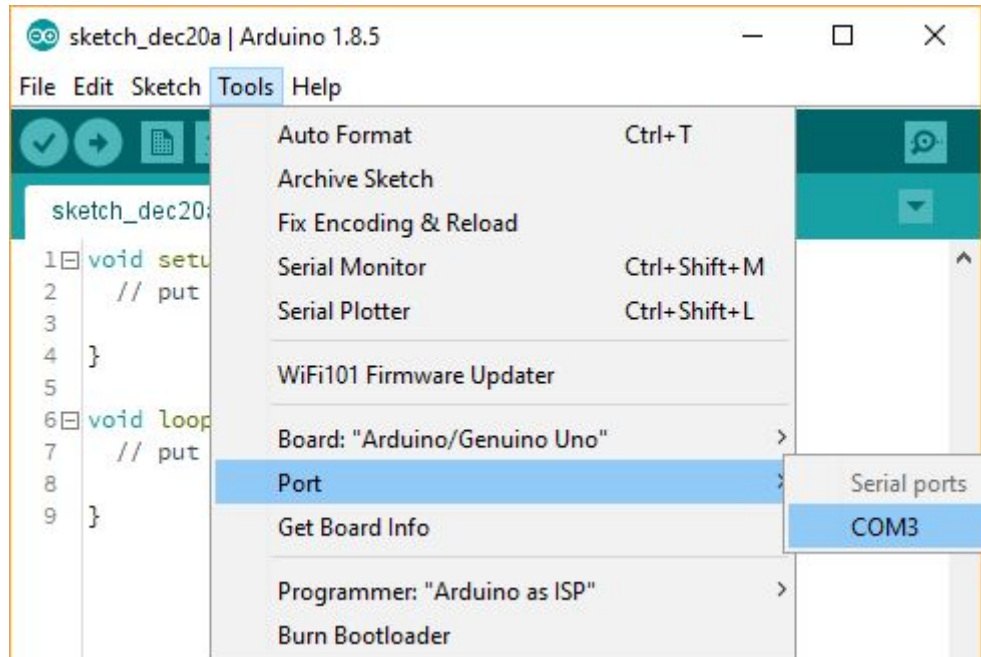 sketch_dec20a | Arduino 1.8.5
File Edit Sketch Tools Help
sketch_dec20a
Auto Format Ctrl+T
Archive Sketch
Fix Encoding & Reload
Serial Monitor Ctrl+Shift+M
Serial Plotter Ctrl+Shift+L
WiFi101 Firmware Updater
Board: "Arduino/Genuino Uno"
Port
Get Board Info
Programmer: "Arduino as ISP"
Burn Bootloader
Serial ports
COM3
1 void setu
2 // put
3
4 }
5
6 void loop
7 // put
8
9 }